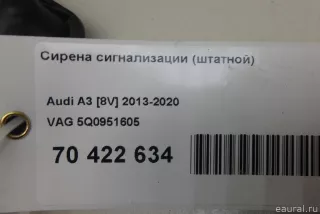 Сирена сигнализации (штатной)
Audi A3 [8V] 2013-2020
VAG 5Q0951605
70 422 634
eaural.ru